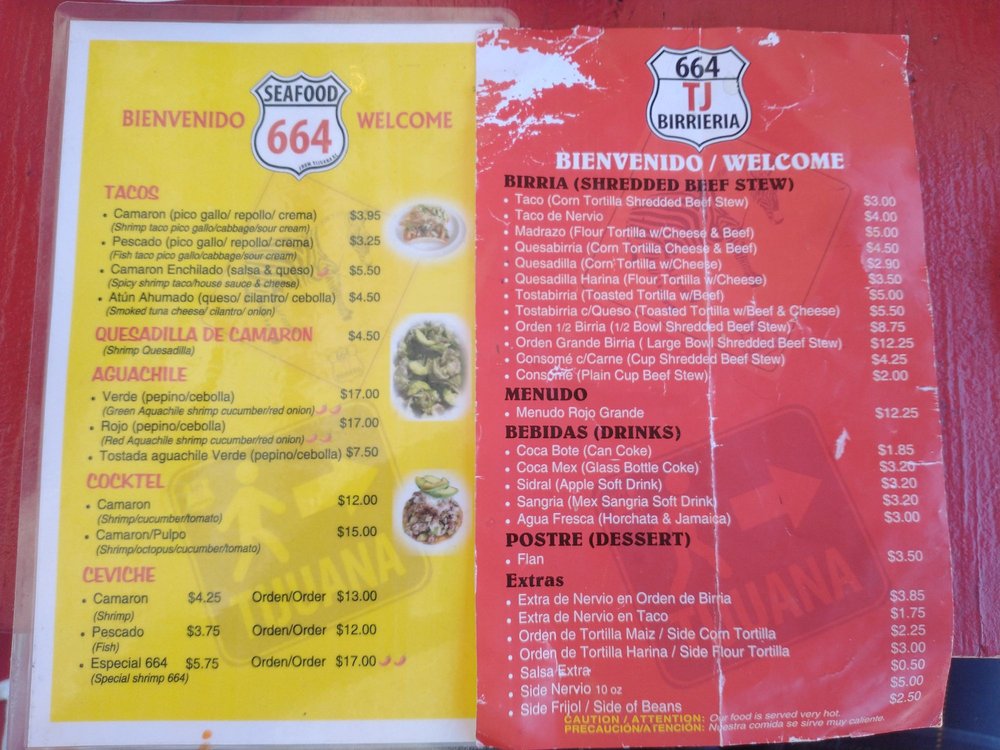 SEAFOOD
664
BIENVENIDO WELCOME
TACOS
• Camaron (pico gallo/ repollo/ crema) $3.95
(Shrimp taco pico gallo/cabbage/sour cream)
• Pescado (pico gallo/ repollo/ crema) $3.25
(Fish taco pico gallo/cabbage/sour cream)
• Camaron Enchilado (salsa & queso) $5.50
(Spicy shrimp taco/house sauce & cheese)
• Atún Ahumado (queso/ cilantro/ cebolla) $4.50
(Smoked tuna cheese/ cilantro/ onion)
QUESADILLA DE CAMARON $4.50
(Shrimp Quesadilla)
AGUACHILE
• Verde (pepino/cebolla) $17.00
(Green Aquachile shrimp cucumber/red onion)
• Rojo (pepino/cebolla) $17.00
(Red Aquachile shrimp cucumber/red onion)
• Tostada aguachile Verde (pepino/cebolla) $7.50
COCKTEL
• Camaron $12.00
(Shrimp/cucumber/tomato)
• Camaron/Pulpo $15.00
(Shrimp/octopus/cucumber/tomato)
CEVICHE
• Camaron $4.25 Orden/Order $13.00
(Shrimp)
• Pescado $3.75 Orden/Order $12.00
(Fish)
• Especial 664 $5.75 Orden/Order $17.00
(Special shrimp 664)
TIJUANA
664
TJ
BIRRIERIA
BIENVENIDO / WELCOME
BIRRIA (SHREDDED BEEF STEW)
• Taco (Corn Tortilla Shredded Beef Stew) $3.00
• Taco de Nervio $4.00
• Madrazo (Flour Tortilla w/Cheese & Beef) $5.00
• Quesabirria (Corn Tortilla Cheese & Beef) $4.50
• Quesadilla (Corn Tortilla w/Cheese) $2.90
• Quesadilla Harina (Flour Tortilla w/Cheese) $3.50
• Tostabirria (Toasted Tortilla w/Beef) $5.00
• Tostabirria c/Queso (Toasted Tortilla w/Beef & Cheese) $5.50
• Orden 1/2 Birria (1/2 Bowl Shredded Beef Stew) $8.75
• Orden Grande Birria ( Large Bowl Shredded Beef Stew) $12.25
• Consomé c/Carne (Cup Shredded Beef Stew) $4.25
• Consomé (Plain Cup Beef Stew) $2.00
MENUDO
• Menudo Rojo Grande $12.25
BEBIDAS (DRINKS)
• Coca Bote (Can Coke) $1.85
• Coca Mex (Glass Bottle Coke) $3.20
• Sidral (Apple Soft Drink) $3.20
• Sangria (Mex Sangria Soft Drink) $3.20
• Agua Fresca (Horchata & Jamaica) $3.00
POSTRE (DESSERT)
• Flan $3.50
Extras
• Extra de Nervio en Orden de Birria $3.85
• Extra de Nervio en Taco $1.75
• Orden de Tortilla Maiz / Side Corn Tortilla $2.25
• Orden de Tortilla Harina / Side Flour Tortilla $3.00
• Salsa Extra $0.50
• Side Nervio 10 oz $5.00
• Side Frijol / Side of Beans $2.50
CAUTION / ATTENTION: Our food is served very hot.
PRECAUCIÓN/ATENCIÓN: Nuestra comida se sirve muy caliente.